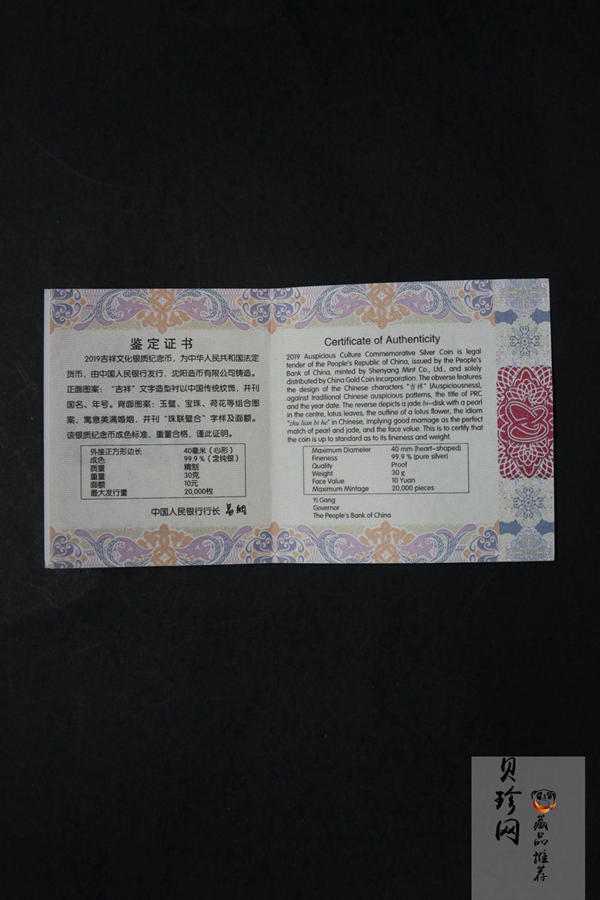 鉴定证书
2019吉祥文化银质纪念币，为中华人民共和国法定
货币，由中国人民银行发行、沈阳造币有限公司铸造。
正面图案：“吉祥”文字造型衬以中国传统纹饰，并刊
国名、年号。背面图案：玉璧、宝珠、荷花等组合图
案，寓意美满婚姻，并刊“珠联璧合”字样及面额。
该银质纪念币成色标准，重量合格，谨此证明。
外接正方形边长 40毫米（心形）
成色 99.9%（含纯银）
质量 精制
重量 30克
面额 10元
最大发行量 20,000枚
中国人民银行行长 易纲
Certificate of Authenticity
2019 Auspicious Culture Commemorative Silver Coin is legal
tender of the People's Republic of China, issued by the People's
Bank of China, minted by Shenyang Mint Co., Ltd., and solely
distributed by China Gold Coin Incorporation. The obverse features
the design of the Chinese characters "吉祥" (Auspiciousness),
against traditional Chinese auspicious patterns, the title of PRC
and the year date. The reverse depicts a jade bi-disk with a pearl
in the centre, lotus leaves, the outline of a lotus flower, the idiom
"zhu lian bi he" in Chinese, implying good marriage as the perfect
match of pearl and jade, and the face value. This is to certify that
the coin is up to standard as to its fineness and weight.
Maximum Diameter 40 mm (heart-shaped)
Fineness 99.9 % (pure silver)
Quality Proof
Weight 30 g
Face Value 10 Yuan
Maximum Mintage 20,000 pieces
Yi Gang
Governor
The People's Bank of China
贝珍网
藏品推荐